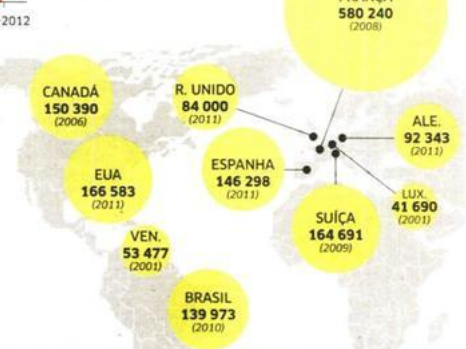 -2012
580 240
(2008)
CANADÁ
150 390
(2006)
R. UNIDO
84 000
(2011)
ALE.
92 343
(2011)
EUA
166 583
(2011)
ESPANHA
146 298
(2011)
LUX.
41 690
(2001)
SUÍÇA
164 691
(2009)
VEN.
53 477
(2001)
BRASIL
139 973
(2010)